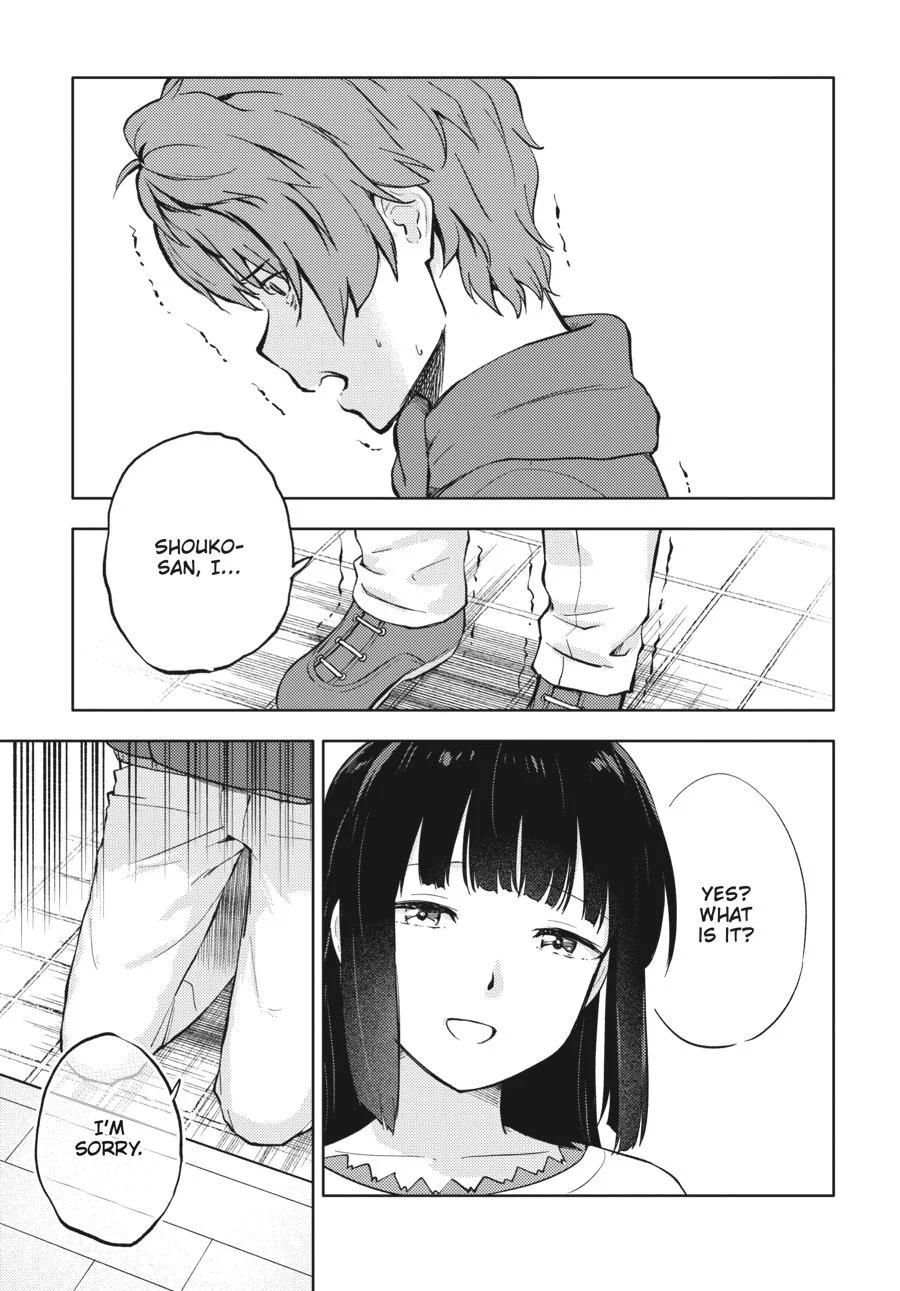 SHOUKO-
SAN, I...
YES?
WHAT
IS IT?
I'M
SORRY.